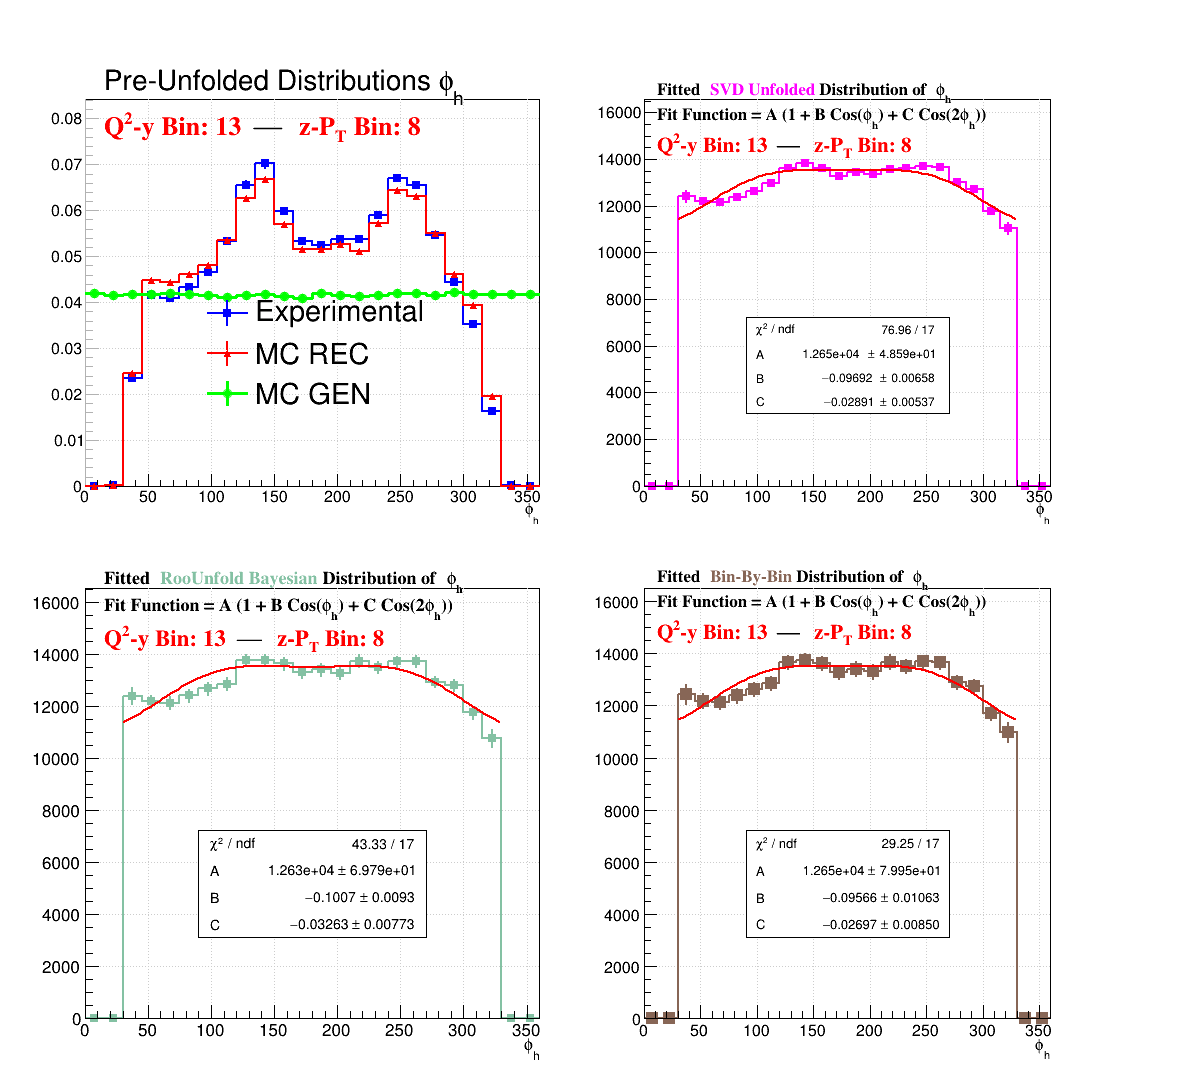 Pre-Unfolded Distributions ϕh
Q²-y Bin: 13 — z-PT Bin: 8
0.08
0.07
0.06
0.05
0.04
0.03
0.02
0.01
0
Experimental
MC REC
MC GEN
0 50 100 150 200 250 300 350
ϕh
Fitted SVD Unfolded Distribution of ϕh
Fit Function = A (1 + B Cos(ϕh) + C Cos(2ϕh))
Q²-y Bin: 13 — z-PT Bin: 8
16000
14000
12000
10000
8000
6000
4000
2000
0
χ² / ndf 76.96 / 17
A 1.265e+04 ± 4.859e+01
B −0.09692 ± 0.00658
C −0.02891 ± 0.00537
0 50 100 150 200 250 300 350
ϕh
Fitted RooUnfold Bayesian Distribution of ϕh
Fit Function = A (1 + B Cos(ϕh) + C Cos(2ϕh))
Q²-y Bin: 13 — z-PT Bin: 8
16000
14000
12000
10000
8000
6000
4000
2000
0
χ² / ndf 43.33 / 17
A 1.263e+04 ± 6.979e+01
B −0.1007 ± 0.0093
C −0.03263 ± 0.00773
0 50 100 150 200 250 300 350
ϕh
Fitted Bin-By-Bin Distribution of ϕh
Fit Function = A (1 + B Cos(ϕh) + C Cos(2ϕh))
Q²-y Bin: 13 — z-PT Bin: 8
16000
14000
12000
10000
8000
6000
4000
2000
0
χ² / ndf 29.25 / 17
A 1.265e+04 ± 7.995e+01
B −0.09566 ± 0.01063
C −0.02697 ± 0.00850
0 50 100 150 200 250 300 350
ϕh